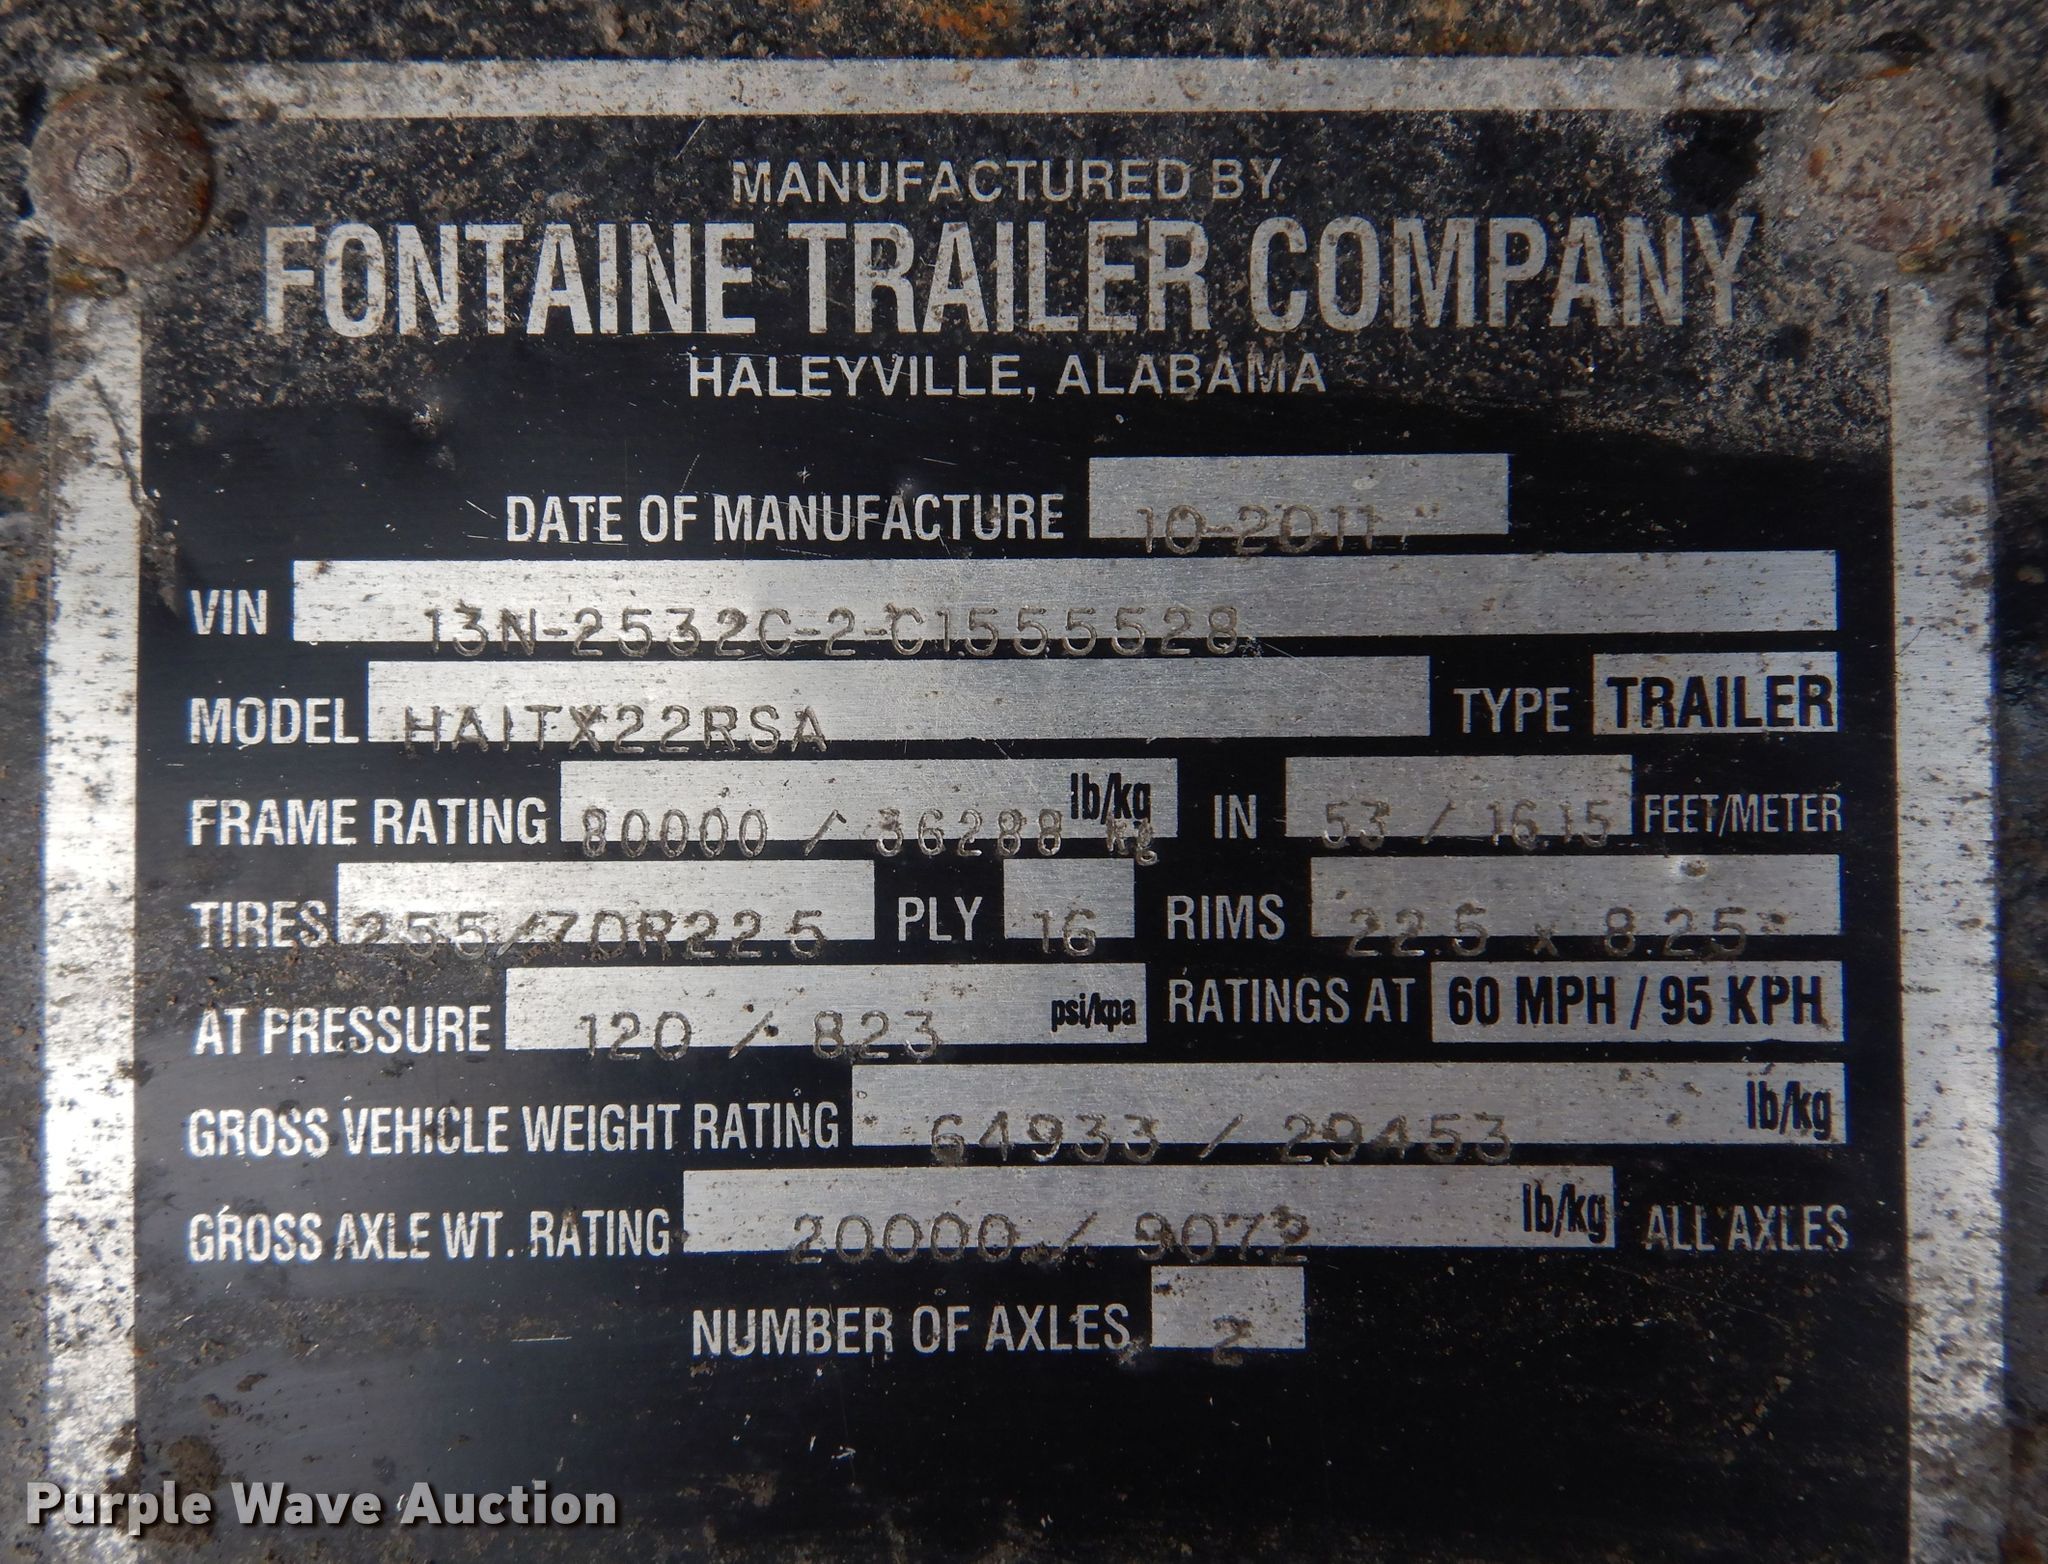 MANUFACTURED BY
FONTAINE TRAILER COMPANY
HALEYVILLE, ALABAMA
DATE OF MANUFACTURE 10-2011"
VIN 13N-2532C-2-C1555528
MODEL HAITX22RSA TYPE TRAILER
FRAME RATING 80000 / 36288 kg lb/kg IN 53 / 16.15 FEET/METER
TIRES 255/70R22.5 PLY 16 RIMS 22.5 x 8.25
AT PRESSURE 120 / 823 psi/kpa RATINGS AT 60 MPH / 95 KPH
GROSS VEHICLE WEIGHT RATING 64933 / 29453 lb/kg
GROSS AXLE WT. RATING 20000 / 9072 lb/kg ALL AXLES
NUMBER OF AXLES 2
Purple Wave Auction